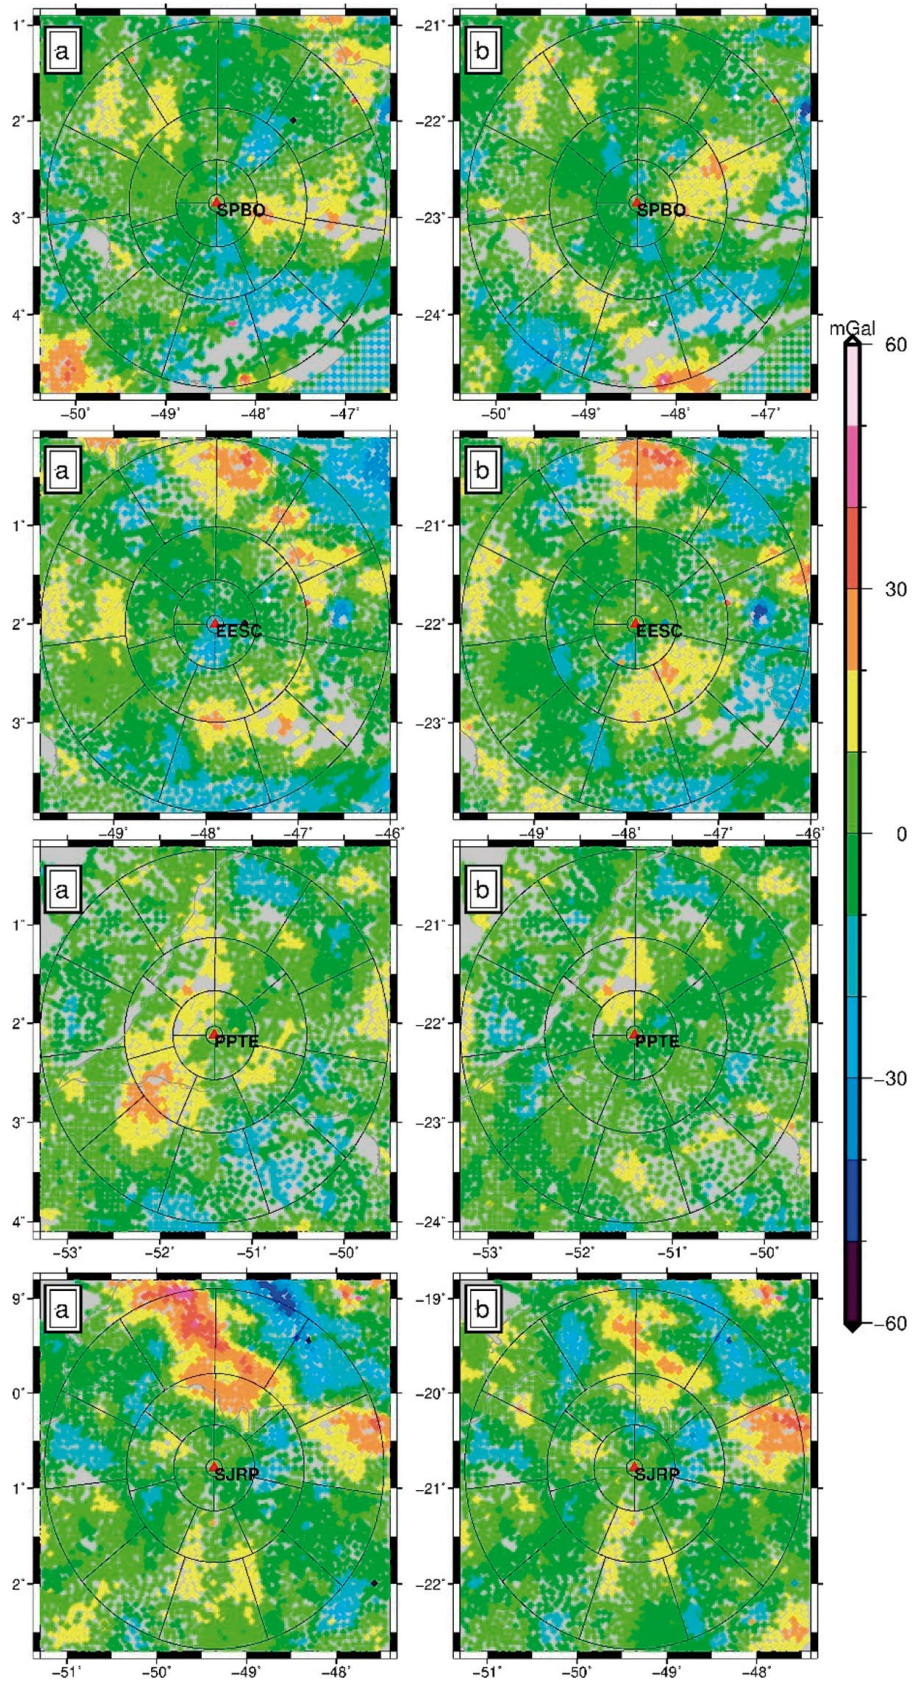 a
b
1°
2°
3°
4°
-21°
-22°
-23°
-24°
SPBO
SPBO
-50° -49° -48° -47°
-50° -49° -48° -47°
mGal
60
30
0
-30
-60
a
b
1°
2°
3°
-21°
-22°
-23°
EESC
EESC
-49° -48° -47° -46°
-49° -48° -47° -46°
a
b
1°
2°
3°
4°
-21°
-22°
-23°
-24°
PPTE
PPTE
-53° -52° -51° -50°
-53° -52° -51° -50°
a
b
9°
0°
1°
2°
-19°
-20°
-21°
-22°
SJRP
SJRP
-51° -50° -49° -48°
-51° -50° -49° -48°